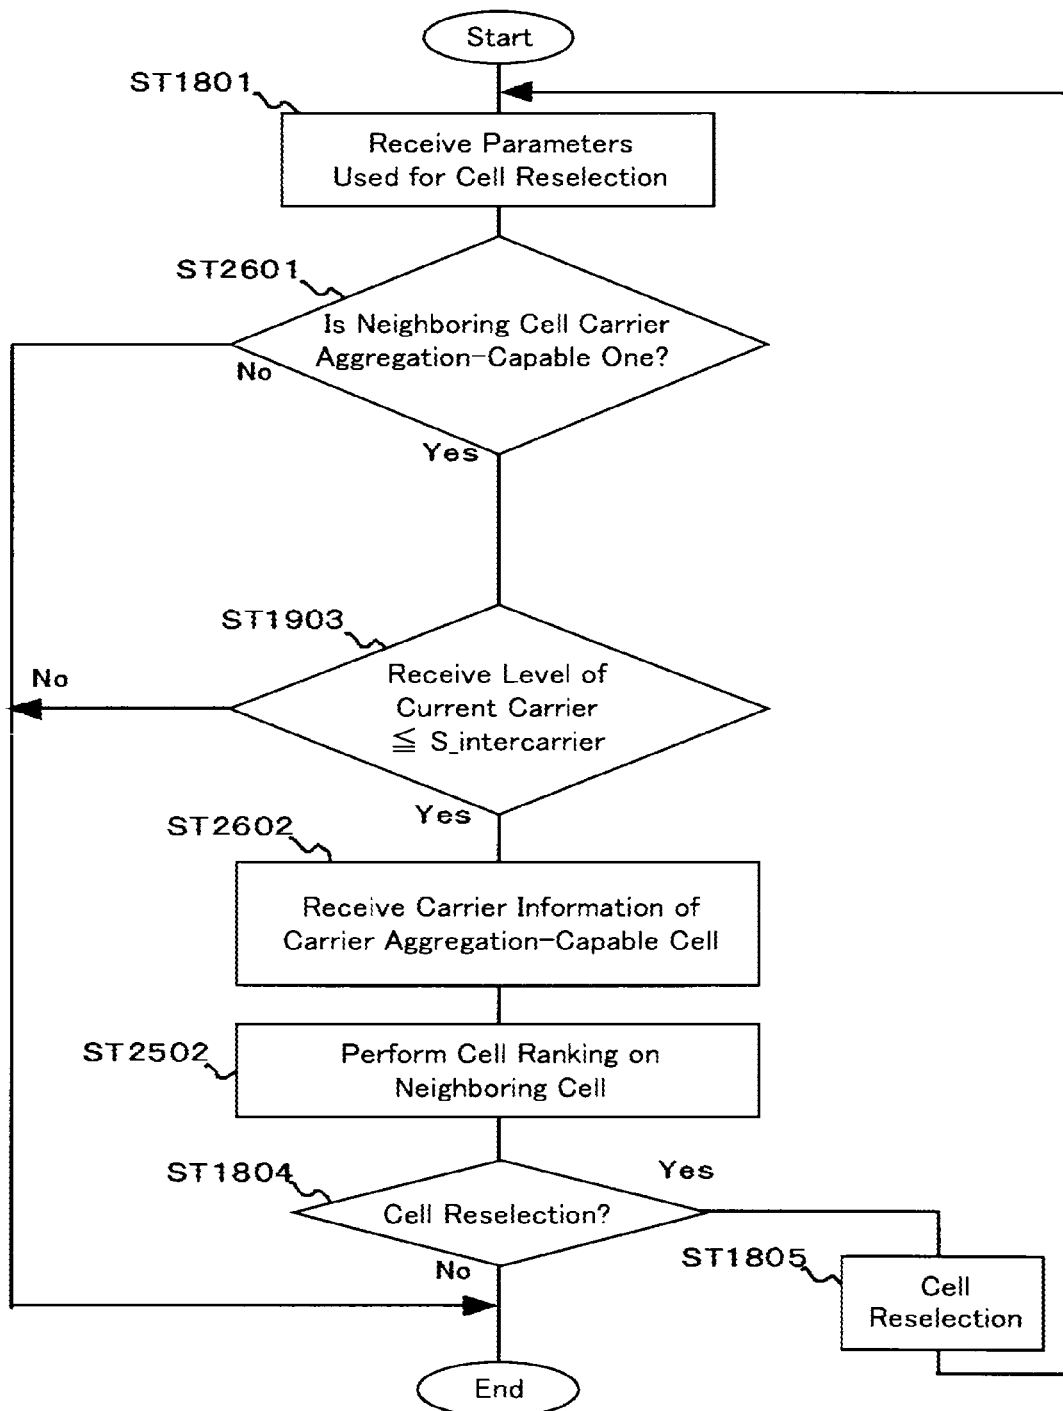 Start
ST1801
Receive Parameters
Used for Cell Reselection
ST2601
Is Neighboring Cell Carrier
Aggregation-Capable One?
No
Yes
ST1903
Receive Level of
Current Carrier
≦ S_intercarrier
No
Yes
ST2602
Receive Carrier Information of
Carrier Aggregation-Capable Cell
ST2502
Perform Cell Ranking on
Neighboring Cell
ST1804
Cell Reselection?
Yes
No
ST1805
Cell
Reselection
End